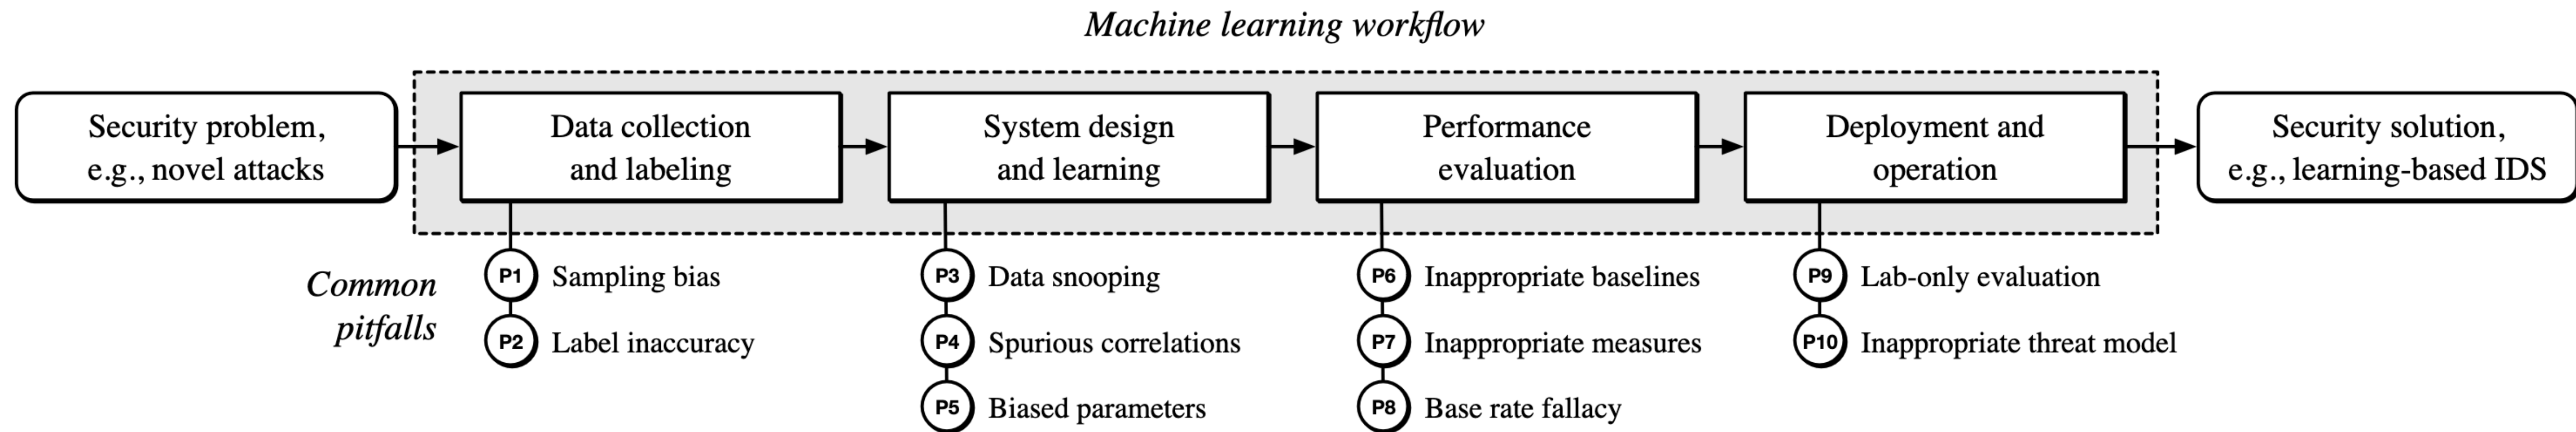 Machine learning workflow
Security problem,
e.g., novel attacks
Data collection
and labeling
System design
and learning
Performance
evaluation
Deployment and
operation
Security solution,
e.g., learning-based IDS
Common
pitfalls
P1 Sampling bias
P2 Label inaccuracy
P3 Data snooping
P4 Spurious correlations
P5 Biased parameters
P6 Inappropriate baselines
P7 Inappropriate measures
P8 Base rate fallacy
P9 Lab-only evaluation
P10 Inappropriate threat model